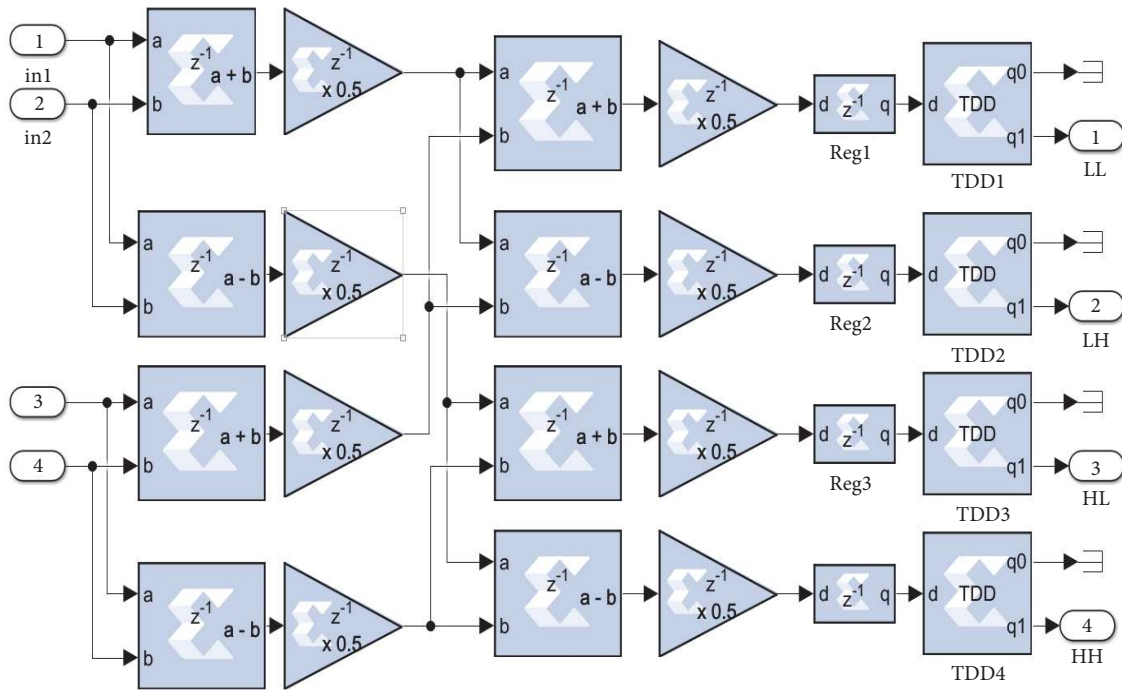 1
in1
2
in2
a
b
z-1
a + b
z-1
x 0.5
a
b
z-1
a + b
z-1
x 0.5
d
z-1
q
Reg1
d
TDD
q0
q1
TDD1
1
LL
a
b
z-1
a - b
z-1
x 0.5
a
b
z-1
a - b
z-1
x 0.5
d
z-1
q
Reg2
d
TDD
q0
q1
TDD2
2
LH
3
4
a
b
z-1
a + b
z-1
x 0.5
a
b
z-1
a + b
z-1
x 0.5
d
z-1
q
Reg3
d
TDD
q0
q1
TDD3
3
HL
a
b
z-1
a - b
z-1
x 0.5
a
b
z-1
a - b
z-1
x 0.5
d
z-1
q
d
TDD
q0
q1
TDD4
4
HH